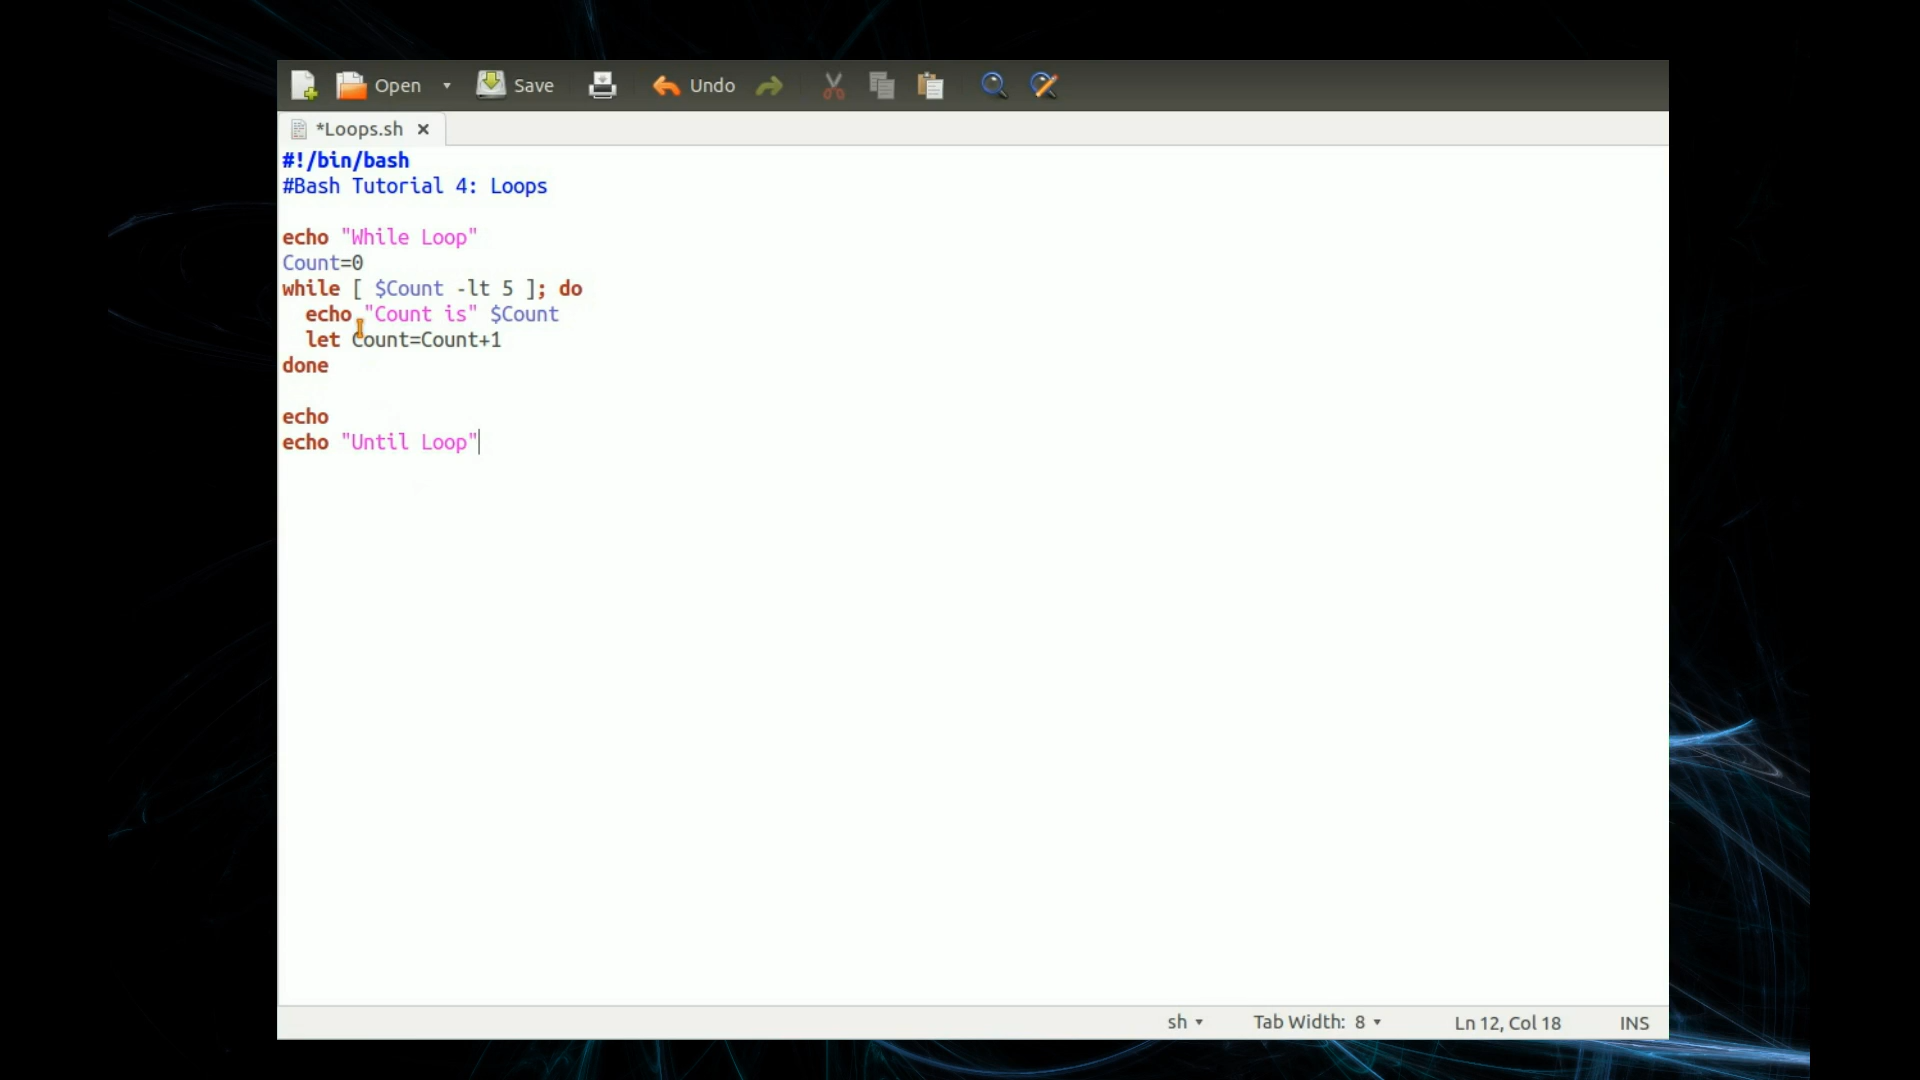 Open Save Undo
*Loops.sh
#!/bin/bash
#Bash Tutorial 4: Loops
echo "While Loop"
Count=0
while [ $Count -lt 5 ]; do
  echo "Count is" $Count
  let Count=Count+1
done
echo
echo "Until Loop"
sh Tab Width: 8 Ln 12, Col 18 INS